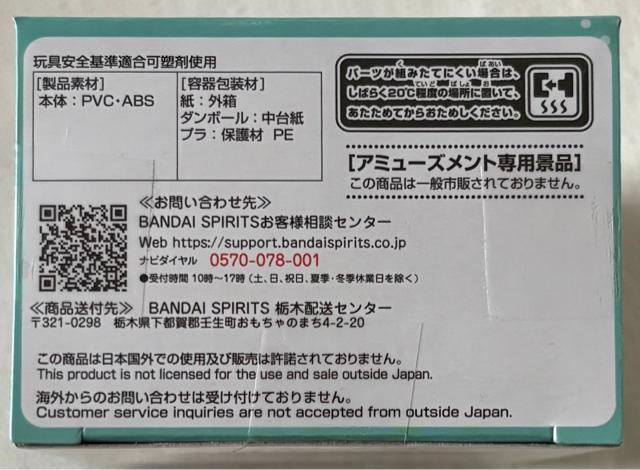 玩具安全基準適合可塑剤使用
[製品素材]
本体：PVC・ABS
[容器包装材]
紙：外箱
ダンボール：中台紙
プラ：保護材 PE
パーツが組みたてにくい場合は、
しばらく20℃程度の場所に置いて、
あたためてからおためしください。
[アミューズメント専用景品]
この商品は一般市販されておりません。
≪お問い合わせ先≫
BANDAI SPIRITSお客様相談センター
Web https://support.bandaispirits.co.jp
ナビダイヤル 0570-078-001
●受付時間 10時～17時（土、日、祝日、夏季・冬季休業日を除く）
≪商品送付先≫ BANDAI SPIRITS 栃木配送センター
〒321-0298 栃木県下都賀郡壬生町おもちゃのまち4-2-20
この商品は日本国外での使用及び販売は許諾されておりません。
This product is not licensed for the use and sale outside Japan.
海外からのお問い合わせは受け付けておりません。
Customer service inquiries are not accepted from outside Japan.